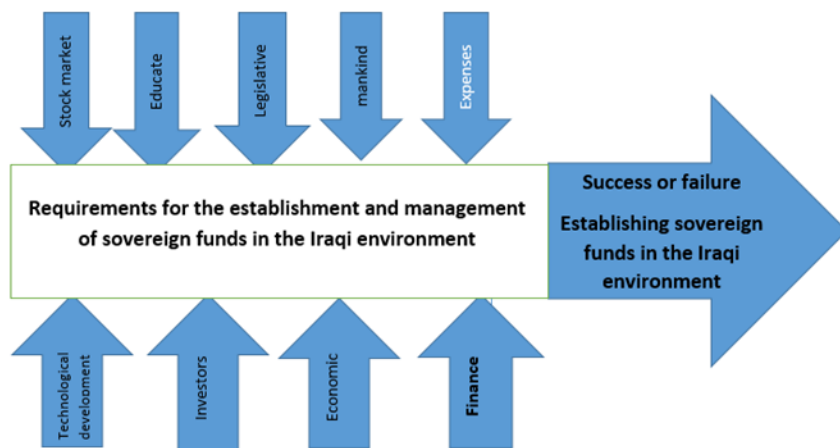 Stock market
Educate
Legislative
mankind
Expenses
Requirements for the establishment and management
of sovereign funds in the Iraqi environment
Success or failure
Establishing sovereign
funds in the Iraqi
environment
Technological
development
Investors
Economic
Finance